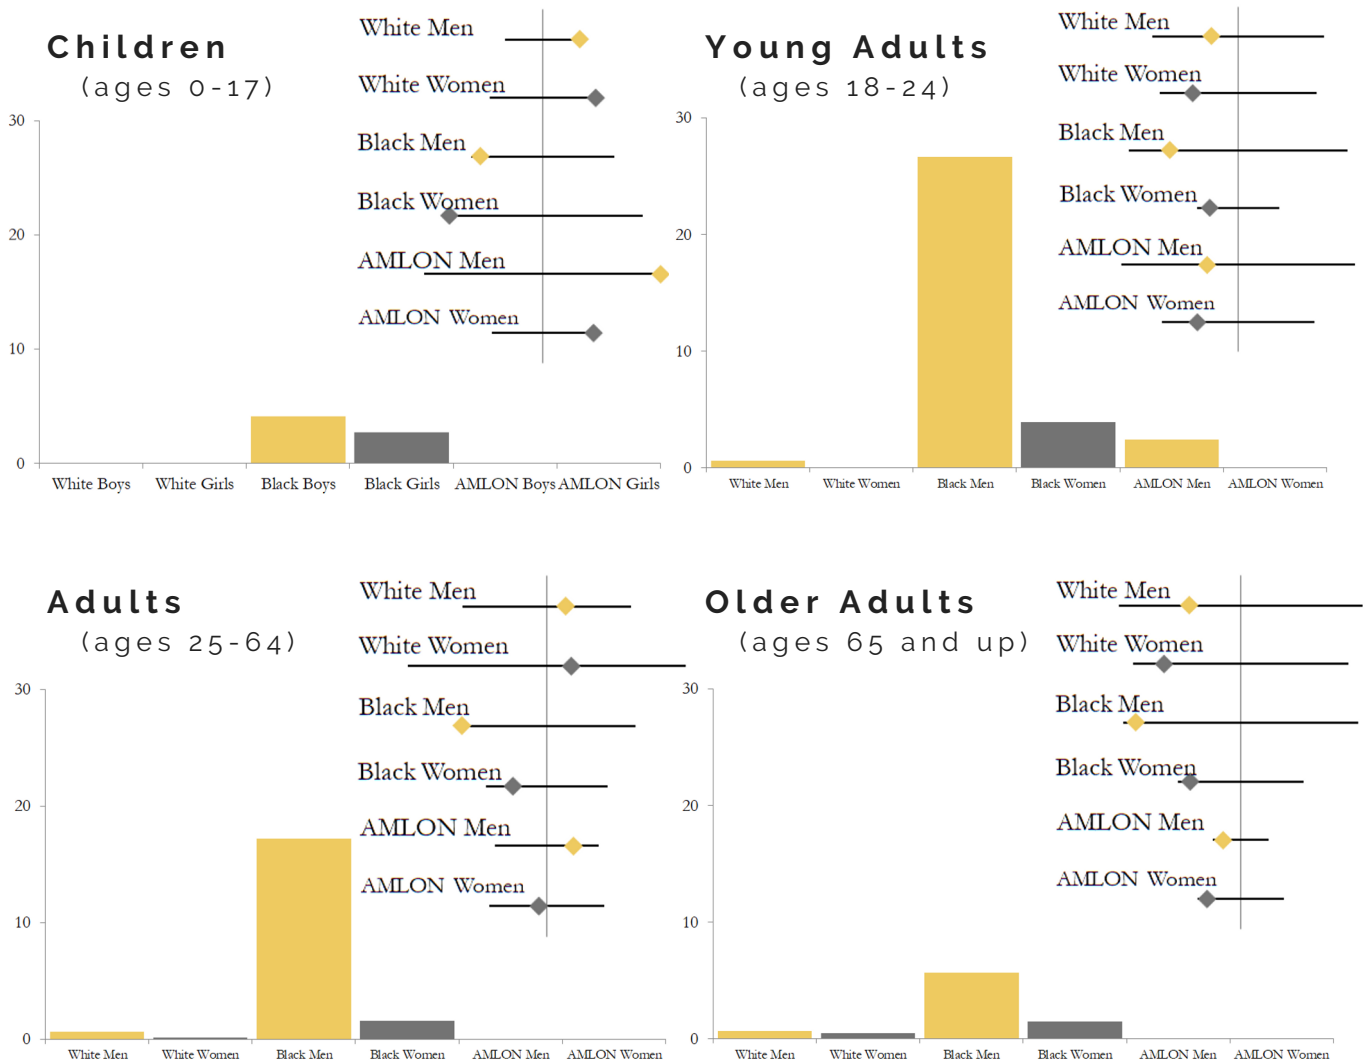 Children
(ages 0-17)
White Men
White Women
Black Men
Black Women
AMLON Men
AMLON Women
30
20
10
0
White Boys
White Girls
Black Boys
Black Girls
AMLON Boys
AMLON Girls
Young Adults
(ages 18-24)
White Men
White Women
Black Men
Black Women
AMLON Men
AMLON Women
30
20
10
0
White Men
White Women
Black Men
Black Women
AMLON Men
AMLON Women
Adults
(ages 25-64)
White Men
White Women
Black Men
Black Women
AMLON Men
AMLON Women
30
20
10
0
White Men
White Women
Black Men
Black Women
AMLON Men
AMLON Women
Older Adults
(ages 65 and up)
White Men
White Women
Black Men
Black Women
AMLON Men
AMLON Women
30
20
10
0
White Men
White Women
Black Men
Black Women
AMLON Men
AMLON Women